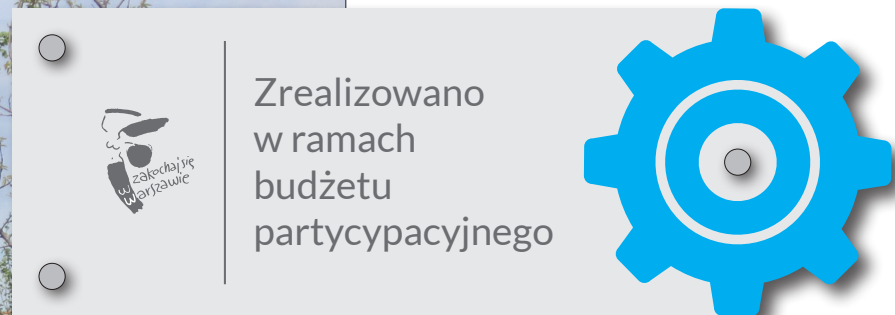 zakochaj się
w warszawie
Zrealizowano
w ramach
budżetu
partycypacyjnego